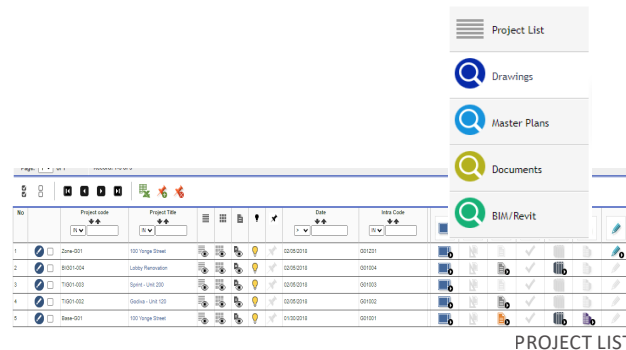 Project List
Drawings
Master Plans
Documents
BIM/Revit
No Project code Project Title Date Intra Code
IN IN > IN
1 Zone-G01 100 Yonge Street 02/05/2018 G01231
2 BIG01-004 Lobby Renovation 02/05/2018 G01004
3 TIG01-003 Sprint - Unit 200 02/05/2018 G01003
4 TIG01-002 Godiva - Unit 120 02/05/2018 G01002
5 Base-G01 100 Yonge Street 01/30/2018 G01001
PROJECT LIST